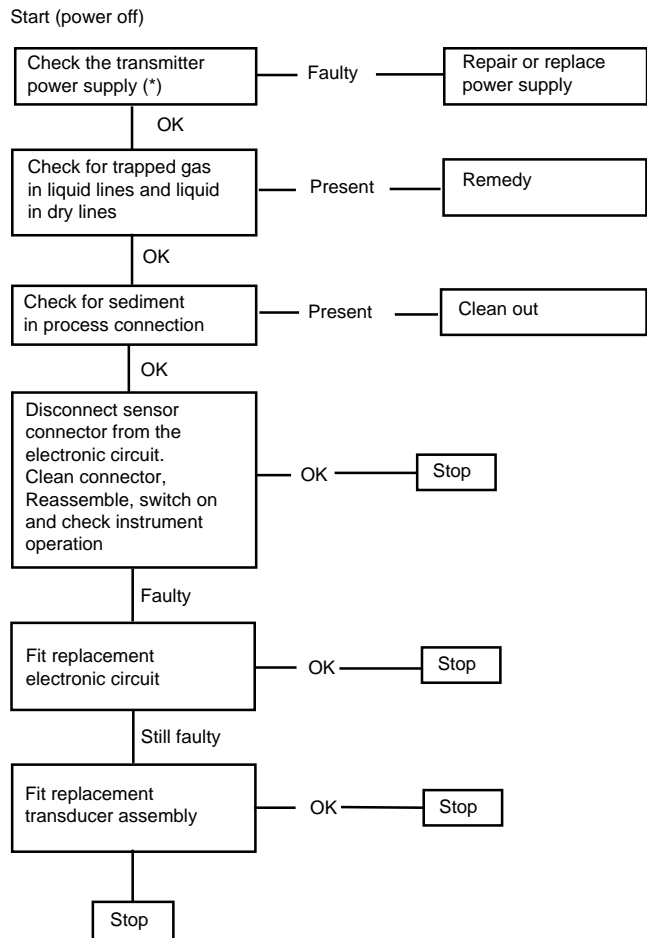 Start (power off)
Check the transmitter
power supply (*)
Faulty
Repair or replace
power supply
OK
Check for trapped gas
in liquid lines and liquid
in dry lines
Present
Remedy
OK
Check for sediment
in process connection
Present
Clean out
OK
Disconnect sensor
connector from the
electronic circuit.
Clean connector,
Reassemble, switch on
and check instrument
operation
OK
Stop
Faulty
Fit replacement
electronic circuit
OK
Stop
Still faulty
Fit replacement
transducer assembly
OK
Stop
Stop